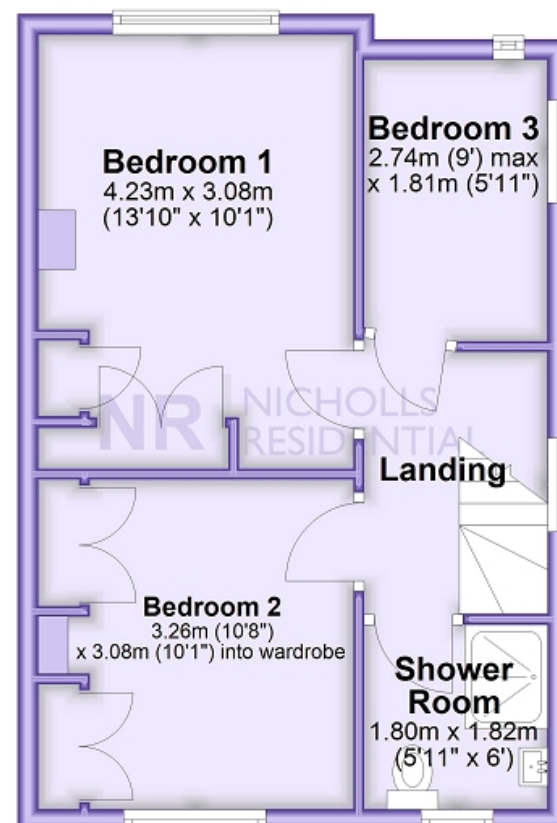 Bedroom 1
4.23m x 3.08m
(13'10" x 10'1")
Bedroom 3
2.74m (9') max
x 1.81m (5'11")
NR NICHOLLS
RESIDENTIAL
Landing
Bedroom 2
3.26m (10'8")
x 3.08m (10'1") into wardrobe
Shower
Room
1.80m x 1.82m
(5'11" x 6')